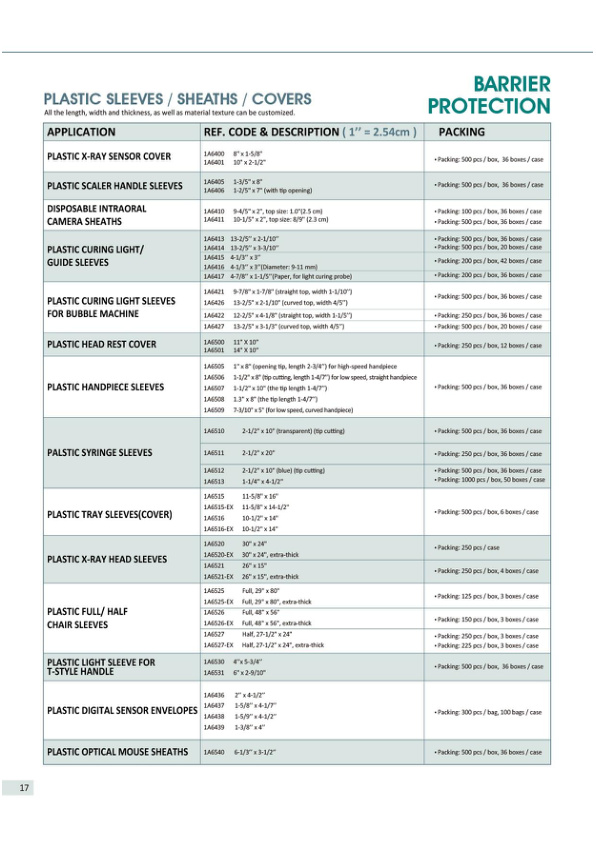 BARRIER
PROTECTION
PLASTIC SLEEVES / SHEATHS / COVERS
All the length, width and thickness, as well as material texture can be customized.
APPLICATION REF. CODE & DESCRIPTION ( 1’’ = 2.54cm ) PACKING
PLASTIC X-RAY SENSOR COVER
1A6400 8" x 1-5/8"
1A6401 10" x 2-1/2"
• Packing: 500 pcs / box, 36 boxes / case
PLASTIC SCALER HANDLE SLEEVES
1A6405 1-3/5" x 8"
1A6406 1-2/5" x 7" (with tip opening)
• Packing: 500 pcs / box, 36 boxes / case
DISPOSABLE INTRAORAL
CAMERA SHEATHS
1A6410 9-4/5" x 2", top size: 1.0"(2.5 cm)
1A6411 10-1/5" x 2", top size: 8/9" (2.3 cm)
• Packing: 100 pcs / box, 36 boxes / case
• Packing: 500 pcs / box, 36 boxes / case
PLASTIC CURING LIGHT/
GUIDE SLEEVES
1A6413 13-2/5" x 2-1/10"
1A6414 13-2/5" x 3-1/10"
1A6415 4-1/3" x 3"
1A6416 4-1/3" x 3"(Diameter: 9-11 mm)
1A6417 4-7/8" x 1-1/5"(Paper, for light curing probe)
• Packing: 500 pcs / box, 36 boxes / case
• Packing: 500 pcs / box, 20 boxes / case
• Packing: 200 pcs / box, 42 boxes / case
• Packing: 200 pcs / box, 36 boxes / case
PLASTIC CURING LIGHT SLEEVES
FOR BUBBLE MACHINE
1A6421 9-7/8" x 1-7/8" (straight top, width 1-1/10")
1A6426 13-2/5" x 2-1/10" (curved top, width 4/5")
1A6422 12-2/5" x 4-1/8" (straight top, width 1-1/5")
1A6427 13-2/5" x 3-1/3" (curved top, width 4/5")
• Packing: 500 pcs / box, 36 boxes / case
• Packing: 250 pcs / box, 36 boxes / case
• Packing: 500 pcs / box, 20 boxes / case
PLASTIC HEAD REST COVER
1A6500 11" X 10"
1A6501 14" X 10"
• Packing: 250 pcs / box, 12 boxes / case
PLASTIC HANDPIECE SLEEVES
1A6505 1" x 8" (opening tip, length 2-3/4") for high-speed handpiece
1A6506 1-1/2" x 8" (tip cutting, length 1-4/7") for low speed, straight handpiece
1A6507 1-1/2" x 10" (the tip length 1-4/7")
1A6508 1.3" x 8" (the tip length 1-4/7")
1A6509 7-3/10" x 5" (for low speed, curved handpiece)
• Packing: 500 pcs / box, 36 boxes / case
PALSTIC SYRINGE SLEEVES
1A6510 2-1/2" x 10" (transparent) (tip cutting)
1A6511 2-1/2" x 20"
1A6512 2-1/2" x 10" (blue) (tip cutting)
1A6513 1-1/4" x 4-1/2"
• Packing: 500 pcs / box, 36 boxes / case
• Packing: 250 pcs / box, 36 boxes / case
• Packing: 500 pcs / box, 36 boxes / case
• Packing: 1000 pcs / box, 50 boxes / case
PLASTIC TRAY SLEEVES(COVER)
1A6515 11-5/8" x 16"
1A6515-EX 11-5/8" x 14-1/2"
1A6516 10-1/2" x 14"
1A6516-EX 10-1/2" x 14"
• Packing: 500 pcs / box, 6 boxes / case
PLASTIC X-RAY HEAD SLEEVES
1A6520 30" x 24"
1A6520-EX 30" x 24", extra-thick
1A6521 26" x 15"
1A6521-EX 26" x 15", extra-thick
• Packing: 250 pcs / case
• Packing: 250 pcs / box, 4 boxes / case
PLASTIC FULL/ HALF
CHAIR SLEEVES
1A6525 Full, 29" x 80"
1A6525-EX Full, 29" x 80", extra-thick
1A6526 Full, 48" x 56"
1A6526-EX Full, 48" x 56", extra-thick
1A6527 Half, 27-1/2" x 24"
1A6527-EX Half, 27-1/2" x 24", extra-thick
• Packing: 125 pcs / box, 3 boxes / case
• Packing: 150 pcs / box, 3 boxes / case
• Packing: 250 pcs / box, 3 boxes / case
• Packing: 225 pcs / box, 3 boxes / case
PLASTIC LIGHT SLEEVE FOR
T-STYLE HANDLE
1A6530 4"x 5-3/4"
1A6531 6" x 2-9/10"
• Packing: 500 pcs / box, 36 boxes / case
PLASTIC DIGITAL SENSOR ENVELOPES
1A6436 2" x 4-1/2"
1A6437 1-5/8" x 4-1/7"
1A6438 1-5/9" x 4-1/2"
1A6439 1-3/8" x 4"
• Packing: 300 pcs / bag, 100 bags / case
PLASTIC OPTICAL MOUSE SHEATHS
1A6540 6-1/3" x 3-1/2"
• Packing: 500 pcs / box, 36 boxes / case
17